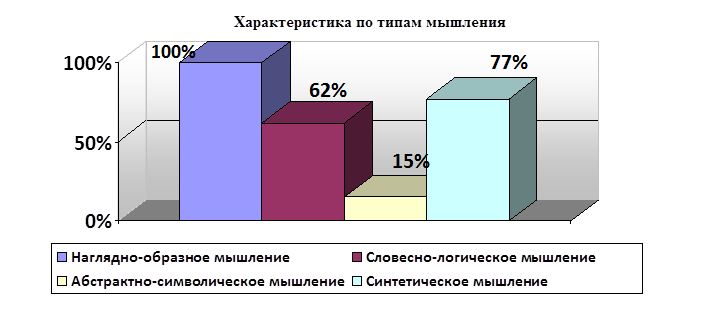 Характеристика по типам мышления
100%
77%
100%
62%
50%
15%
0%
Наглядно-образное мышление
Словесно-логическое мышление
Абстрактно-символическое мышление
Синтетическое мышление